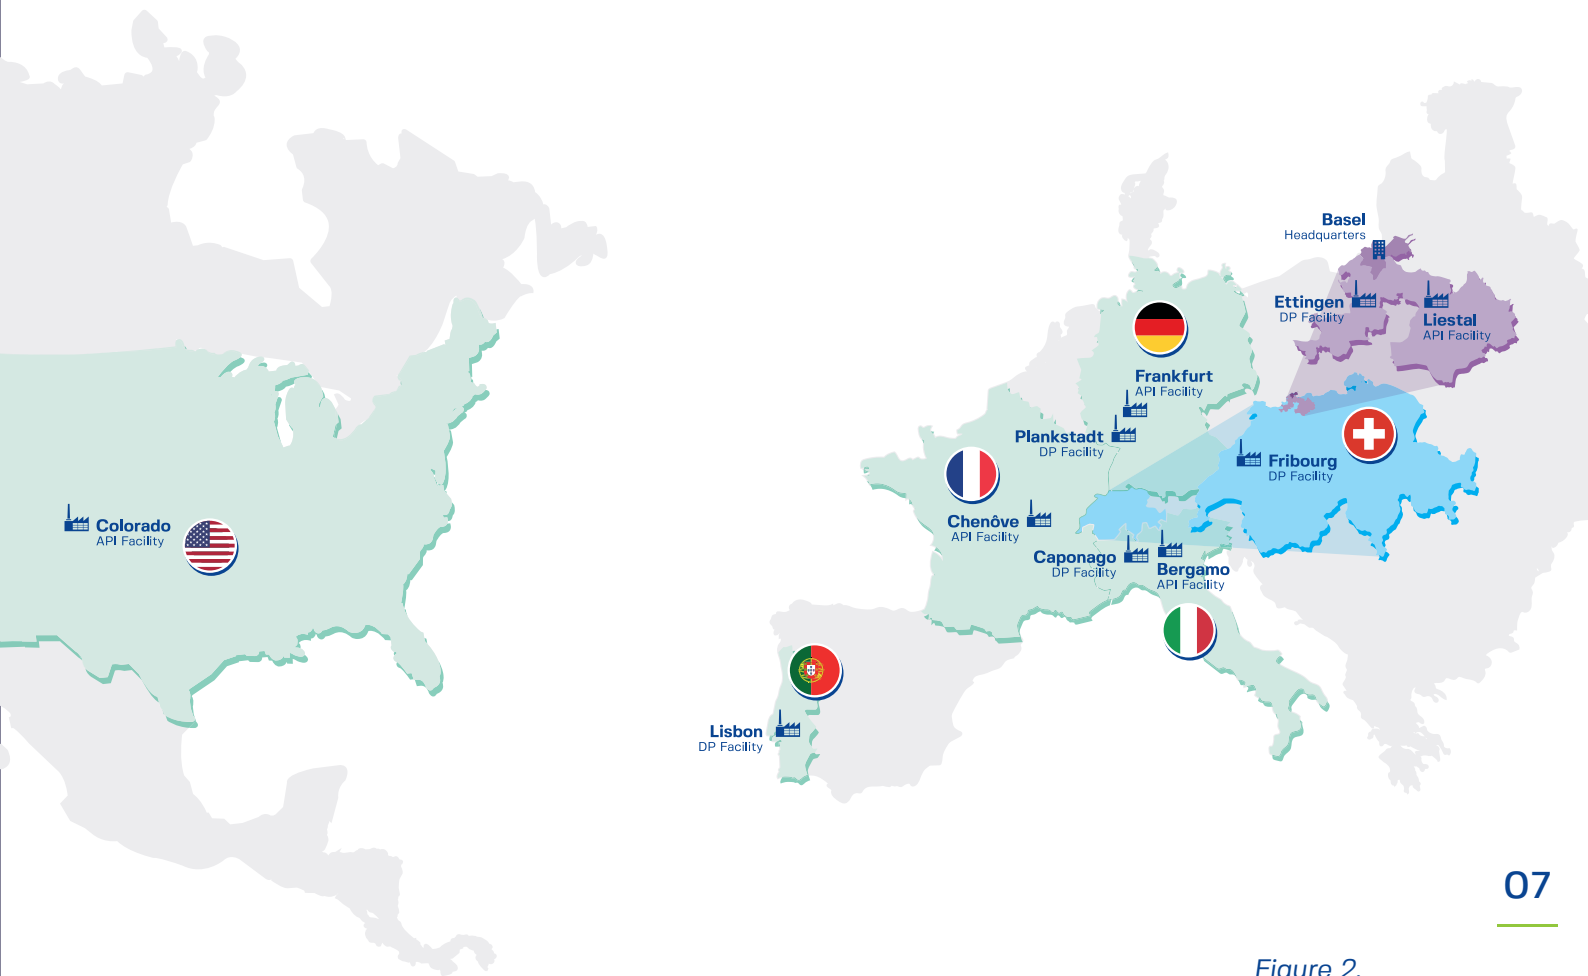 Basel
Headquarters
Ettingen
DP Facility
Liestal
API Facility
Frankfurt
API Facility
Plankstadt
DP Facility
Fribourg
DP Facility
Chenôve
API Facility
Colorado
API Facility
Caponago
DP Facility
Bergamo
API Facility
Lisbon
DP Facility
07
Figure 2.